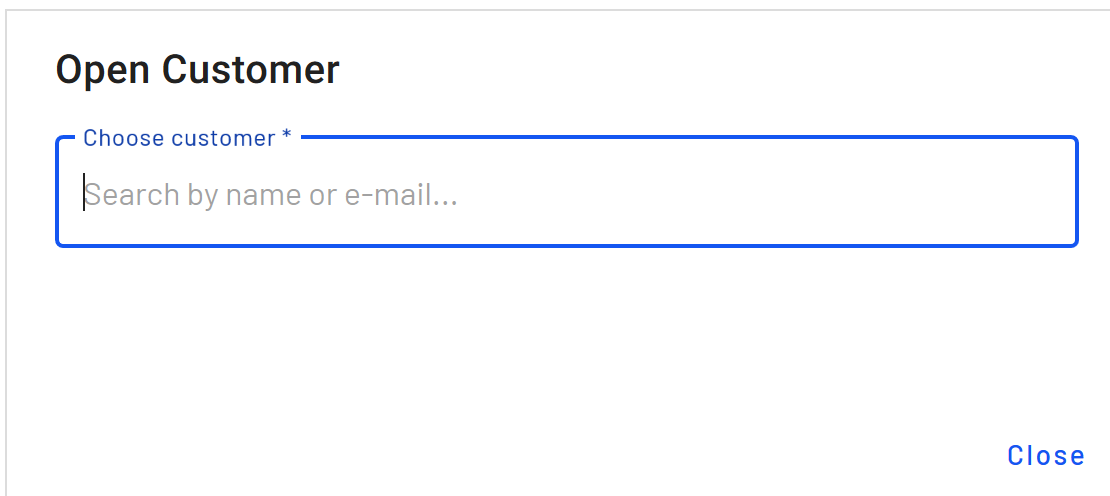 Open Customer
Choose customer *
Search by name or e-mail...
Close